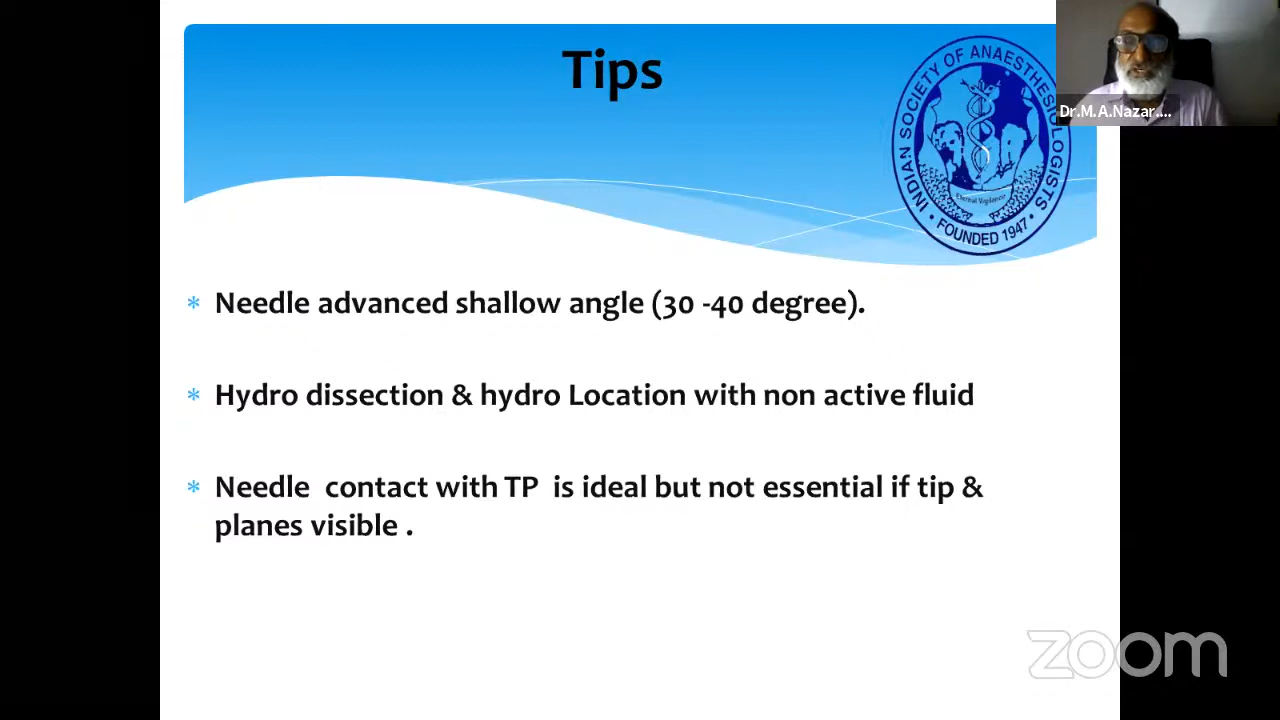 Tips
INDIAN SOCIETY OF ANAESTHESIOLOGISTS
Eternal Vigilance
• FOUNDED 1947 •
Dr.M.A.Nazar....
* Needle advanced shallow angle (30 -40 degree).
* Hydro dissection & hydro Location with non active fluid
* Needle contact with TP is ideal but not essential if tip &
planes visible .
zoom